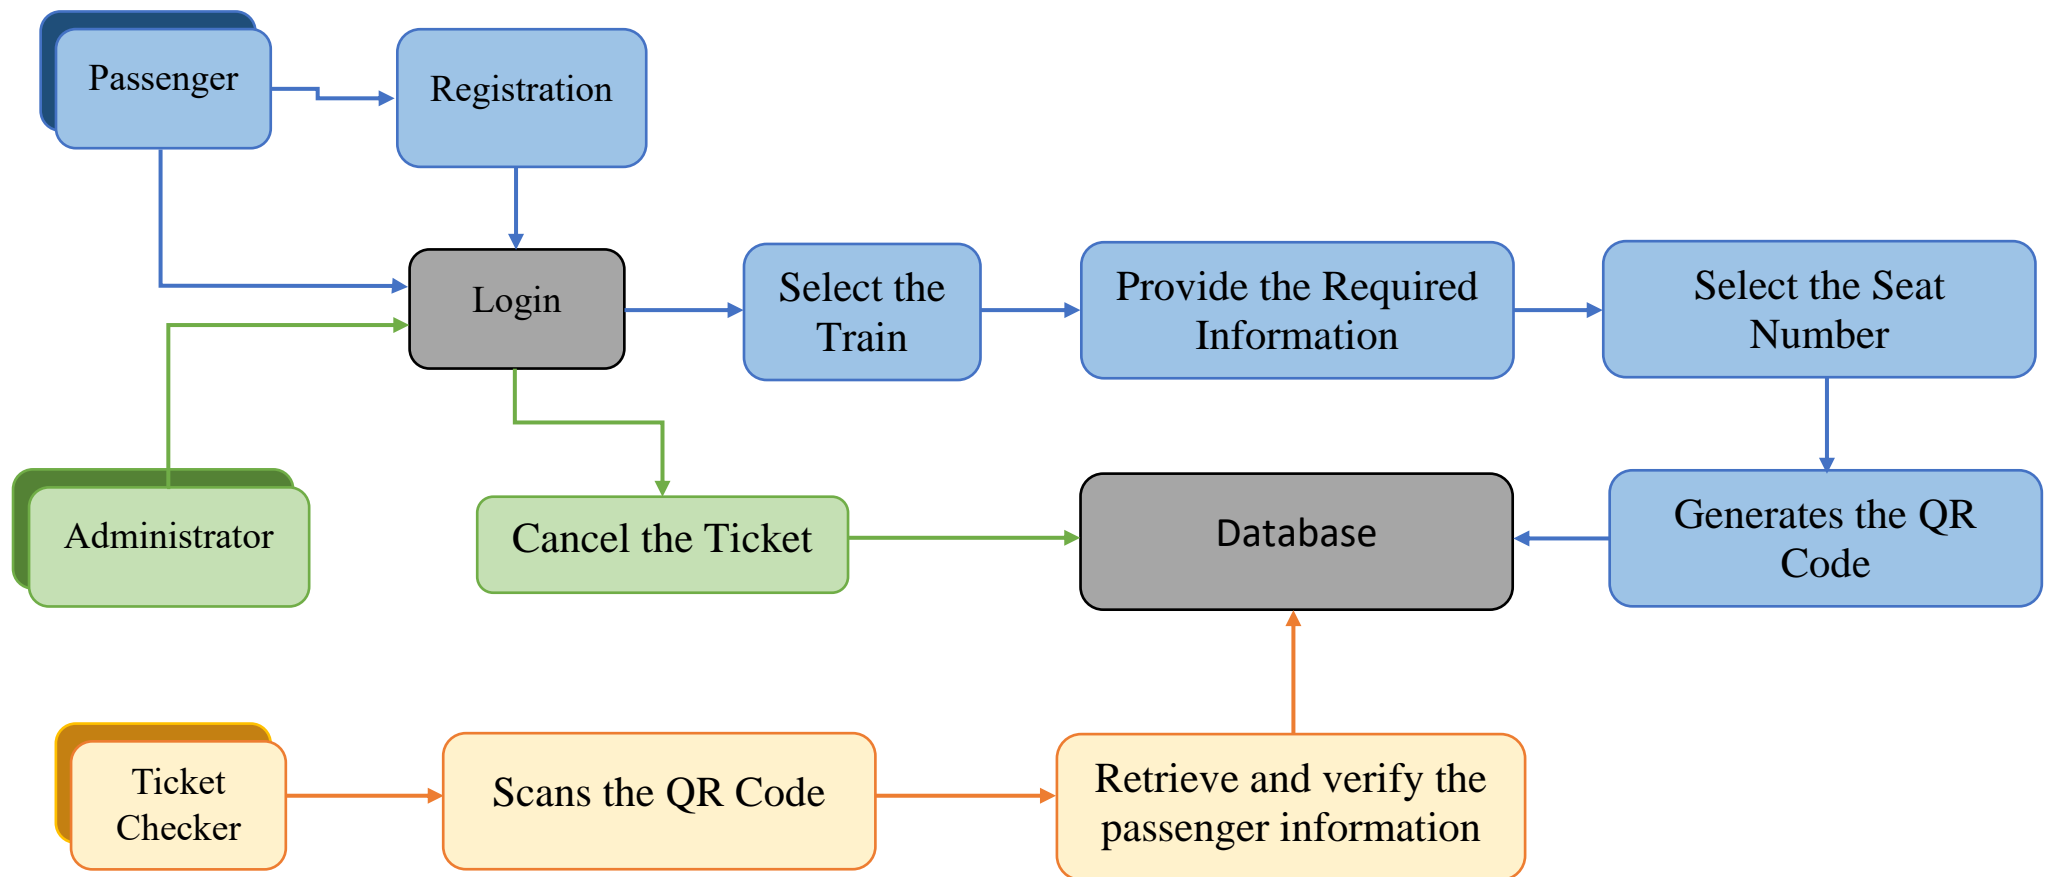 Passenger
Registration
Login
Select the
Train
Provide the Required
Information
Select the Seat
Number
Administrator
Cancel the Ticket
Database
Generates the QR
Code
Ticket
Checker
Scans the QR Code
Retrieve and verify the
passenger information